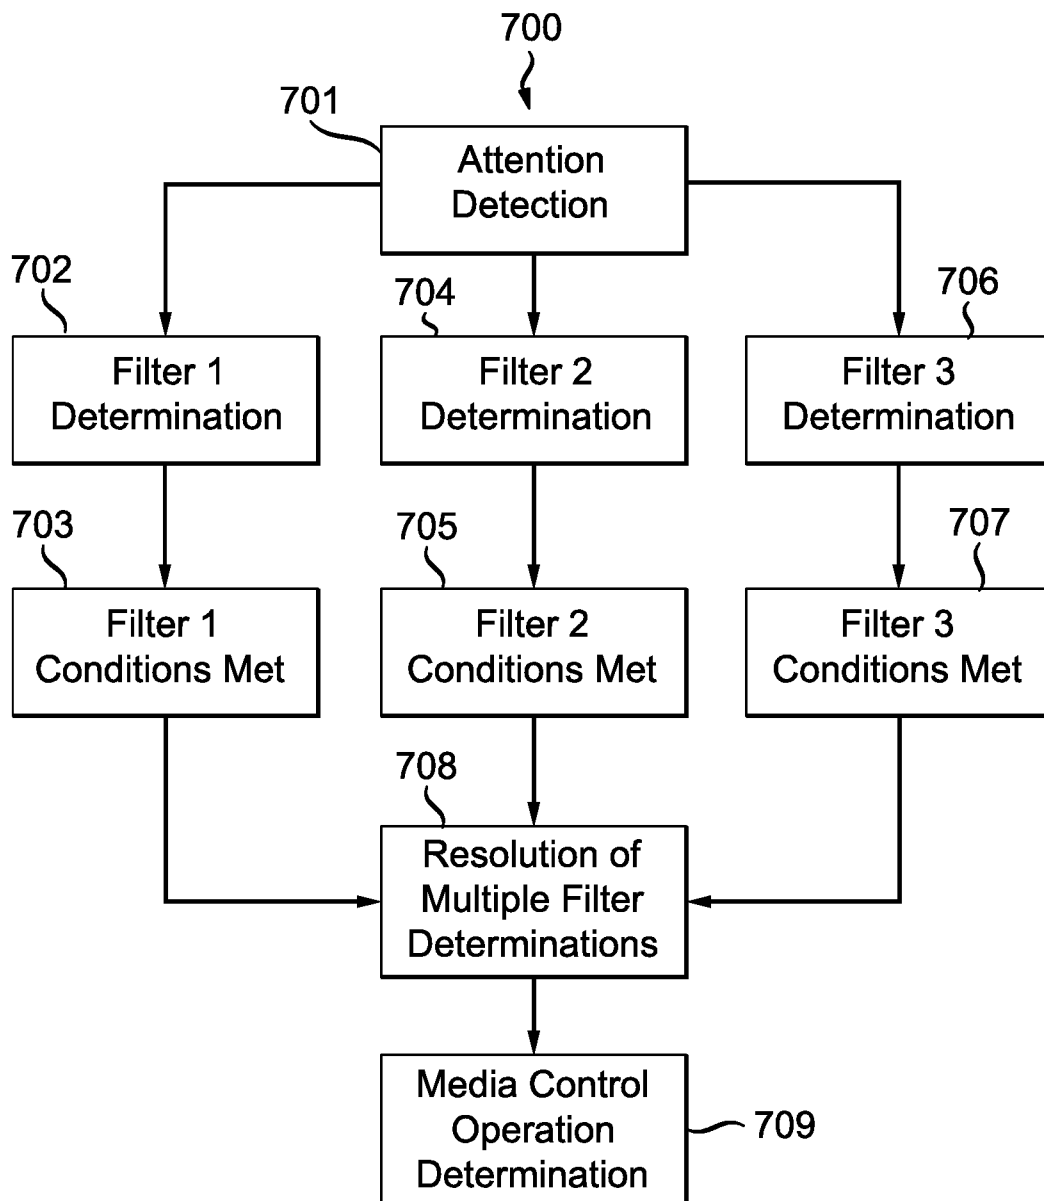 700
701
Attention
Detection
702
704
706
Filter 1
Determination
Filter 2
Determination
Filter 3
Determination
703
705
707
Filter 1
Conditions Met
Filter 2
Conditions Met
Filter 3
Conditions Met
708
Resolution of
Multiple Filter
Determinations
Media Control
Operation
Determination
709